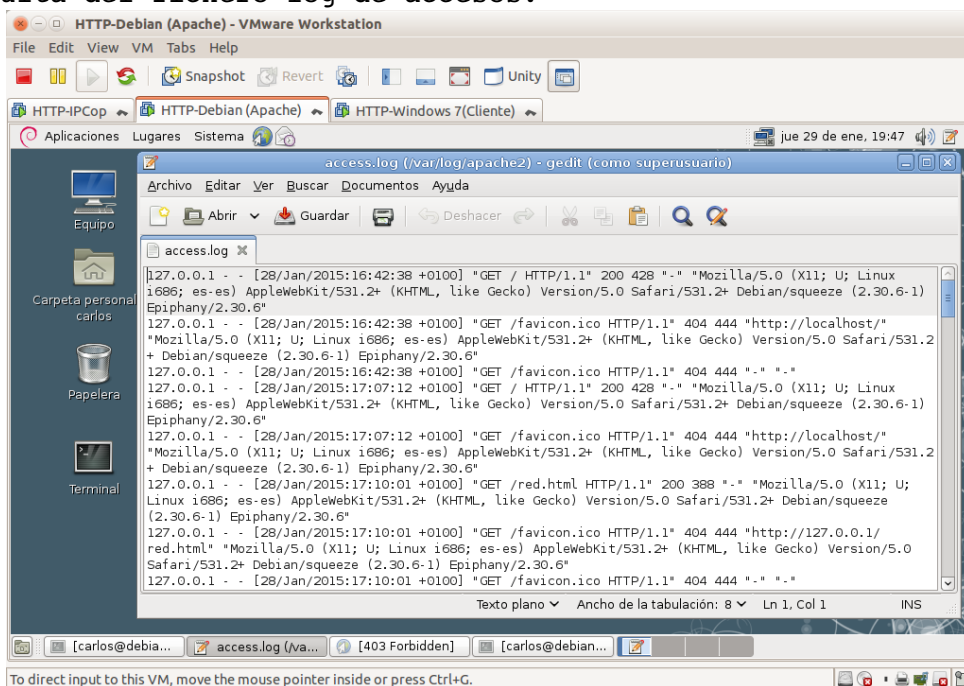 del fichero log de accesos.
HTTP-Debian (Apache) - VMware Workstation
File Edit View VM Tabs Help
Snapshot Revert Unity
HTTP-IPCop HTTP-Debian (Apache) HTTP-Windows 7(Cliente)
Aplicaciones Lugares Sistema jue 29 de ene, 19:47
access.log (/var/log/apache2) - gedit (como superusuario)
Archivo Editar Ver Buscar Documentos Ayuda
Abrir Guardar Deshacer
access.log
Equipo
Carpeta personal
carlos
Papelera
Terminal
127.0.0.1 - - [28/Jan/2015:16:42:38 +0100] "GET / HTTP/1.1" 200 428 "-" "Mozilla/5.0 (X11; U; Linux
i686; es-es) AppleWebKit/531.2+ (KHTML, like Gecko) Version/5.0 Safari/531.2+ Debian/squeeze (2.30.6-1)
Epiphany/2.30.6"
127.0.0.1 - - [28/Jan/2015:16:42:38 +0100] "GET /favicon.ico HTTP/1.1" 404 444 "http://localhost/"
"Mozilla/5.0 (X11; U; Linux i686; es-es) AppleWebKit/531.2+ (KHTML, like Gecko) Version/5.0 Safari/531.2
+ Debian/squeeze (2.30.6-1) Epiphany/2.30.6"
127.0.0.1 - - [28/Jan/2015:16:42:38 +0100] "GET /favicon.ico HTTP/1.1" 404 444 "-" "-"
127.0.0.1 - - [28/Jan/2015:17:07:12 +0100] "GET / HTTP/1.1" 200 428 "-" "Mozilla/5.0 (X11; U; Linux
i686; es-es) AppleWebKit/531.2+ (KHTML, like Gecko) Version/5.0 Safari/531.2+ Debian/squeeze (2.30.6-1)
Epiphany/2.30.6"
127.0.0.1 - - [28/Jan/2015:17:07:12 +0100] "GET /favicon.ico HTTP/1.1" 404 444 "http://localhost/"
"Mozilla/5.0 (X11; U; Linux i686; es-es) AppleWebKit/531.2+ (KHTML, like Gecko) Version/5.0 Safari/531.2
+ Debian/squeeze (2.30.6-1) Epiphany/2.30.6"
127.0.0.1 - - [28/Jan/2015:17:10:01 +0100] "GET /red.html HTTP/1.1" 200 388 "-" "Mozilla/5.0 (X11; U;
Linux i686; es-es) AppleWebKit/531.2+ (KHTML, like Gecko) Version/5.0 Safari/531.2+ Debian/squeeze
(2.30.6-1) Epiphany/2.30.6"
127.0.0.1 - - [28/Jan/2015:17:10:01 +0100] "GET /favicon.ico HTTP/1.1" 404 444 "http://127.0.0.1/
red.html" "Mozilla/5.0 (X11; U; Linux i686; es-es) AppleWebKit/531.2+ (KHTML, like Gecko) Version/5.0
Safari/531.2+ Debian/squeeze (2.30.6-1) Epiphany/2.30.6"
127.0.0.1 - - [28/Jan/2015:17:10:01 +0100] "GET /favicon.ico HTTP/1.1" 404 444 "-" "-"
Texto plano Ancho de la tabulación: 8 Ln 1, Col 1 INS
[carlos@debia... access.log (/va... [403 Forbidden] [carlos@debian...
To direct input to this VM, move the mouse pointer inside or press Ctrl+G.